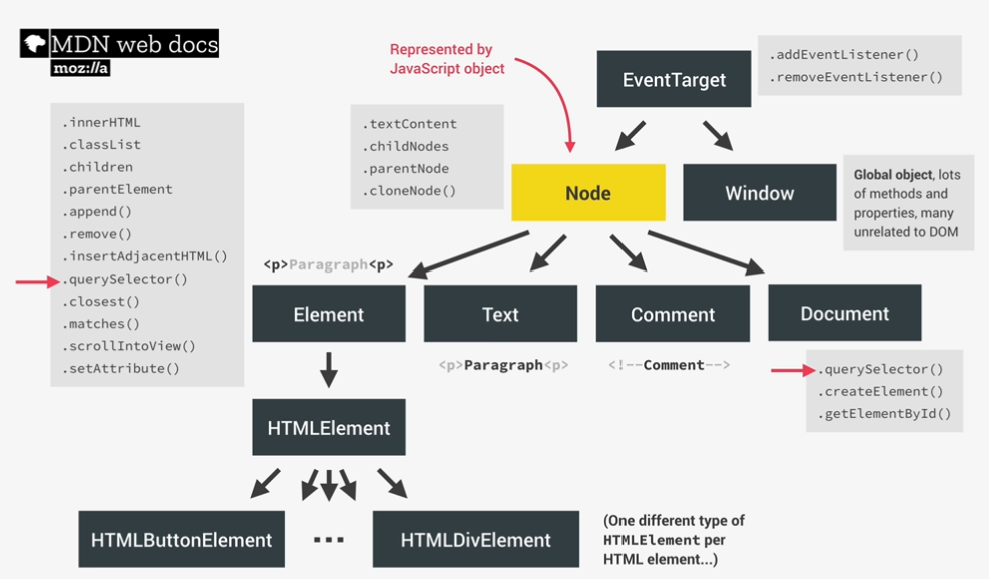 MDN web docs
moz://a
Represented by
JavaScript object
EventTarget
.addEventListener()
.removeEventListener()
.innerHTML
.classList
.children
.parentElement
.append()
.remove()
.insertAdjacentHTML()
.querySelector()
.closest()
.matches()
.scrollIntoView()
.setAttribute()
.textContent
.childNodes
.parentNode
.cloneNode()
Node
Window
Global object, lots
of methods and
properties, many
unrelated to DOM
<p>Paragraph<p>
Element
Text
Comment
Document
<p>Paragraph<p>
<!--Comment-->
.querySelector()
.createElement()
.getElementById()
HTMLElement
HTMLButtonElement
...
HTMLDivElement
(One different type of
HTMLElement per
HTML element...)